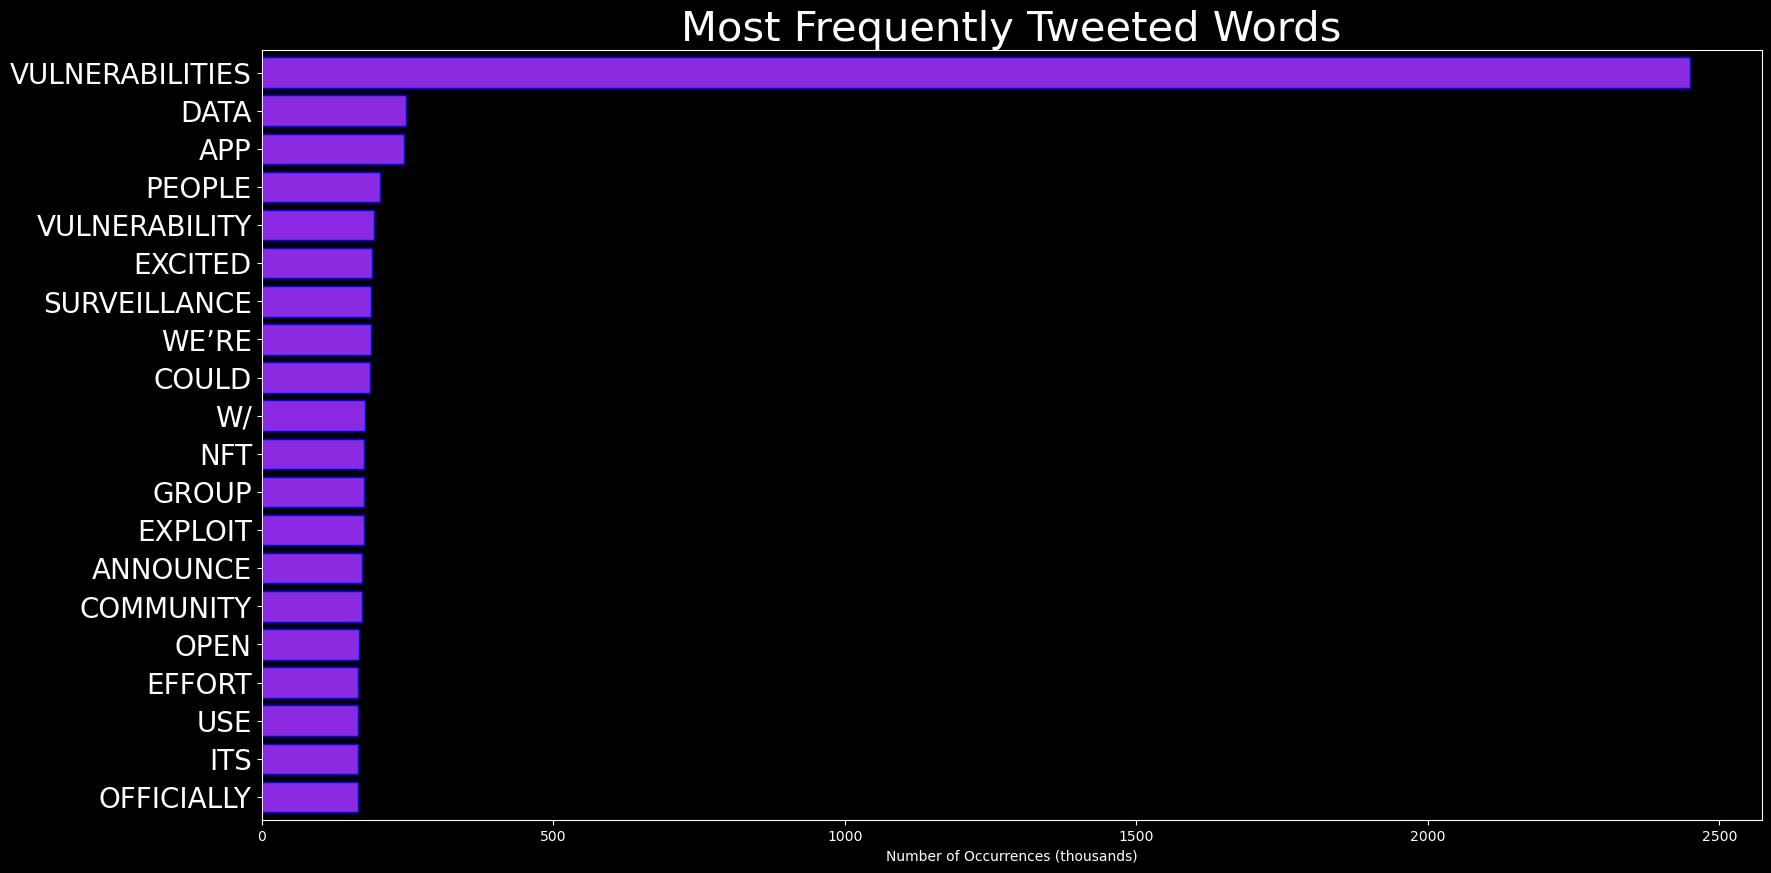 Most Frequently Tweeted Words
VULNERABILITIES
DATA
APP
PEOPLE
VULNERABILITY
EXCITED
SURVEILLANCE
WE’RE
COULD
W/
NFT
GROUP
EXPLOIT
ANNOUNCE
COMMUNITY
OPEN
EFFORT
USE
ITS
OFFICIALLY
0 500 1000 1500 2000 2500
Number of Occurrences (thousands)